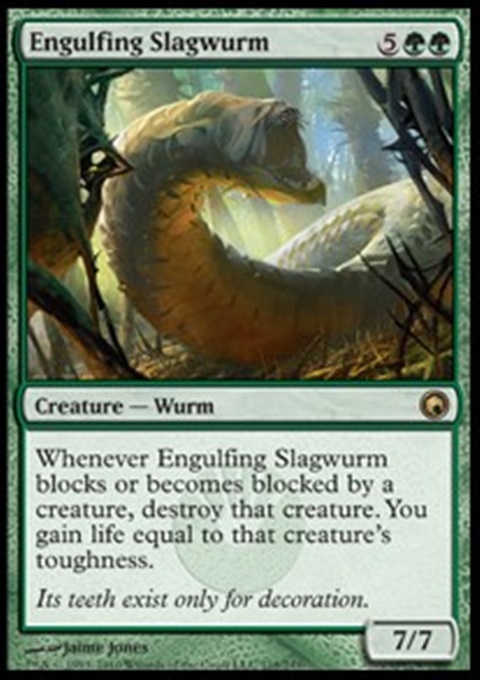 Engulfing Slagwurm 5
Creature — Wurm
Whenever Engulfing Slagwurm
blocks or becomes blocked by a
creature, destroy that creature. You
gain life equal to that creature's
toughness.
Its teeth exist only for decoration.
Jaime Jones
7/7